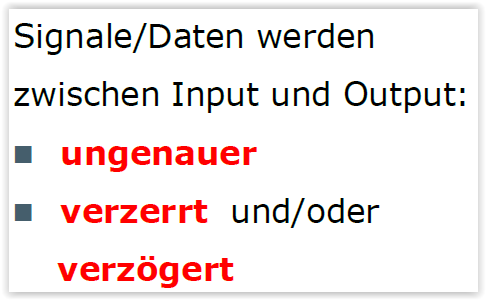 Signale/Daten werden
zwischen Input und Output:
■ ungenauer
■ verzerrt und/oder
verzögert